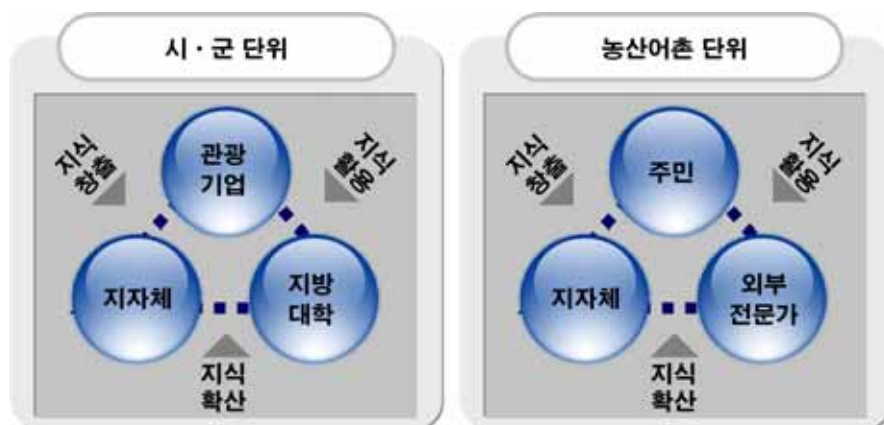 시·군 단위
지식
창출
관광
기업
지식
활용
지자체
지방
대학
지식
확산
농산어촌 단위
지식
창출
주민
지식
활용
지자체
외부
전문가
지식
확산